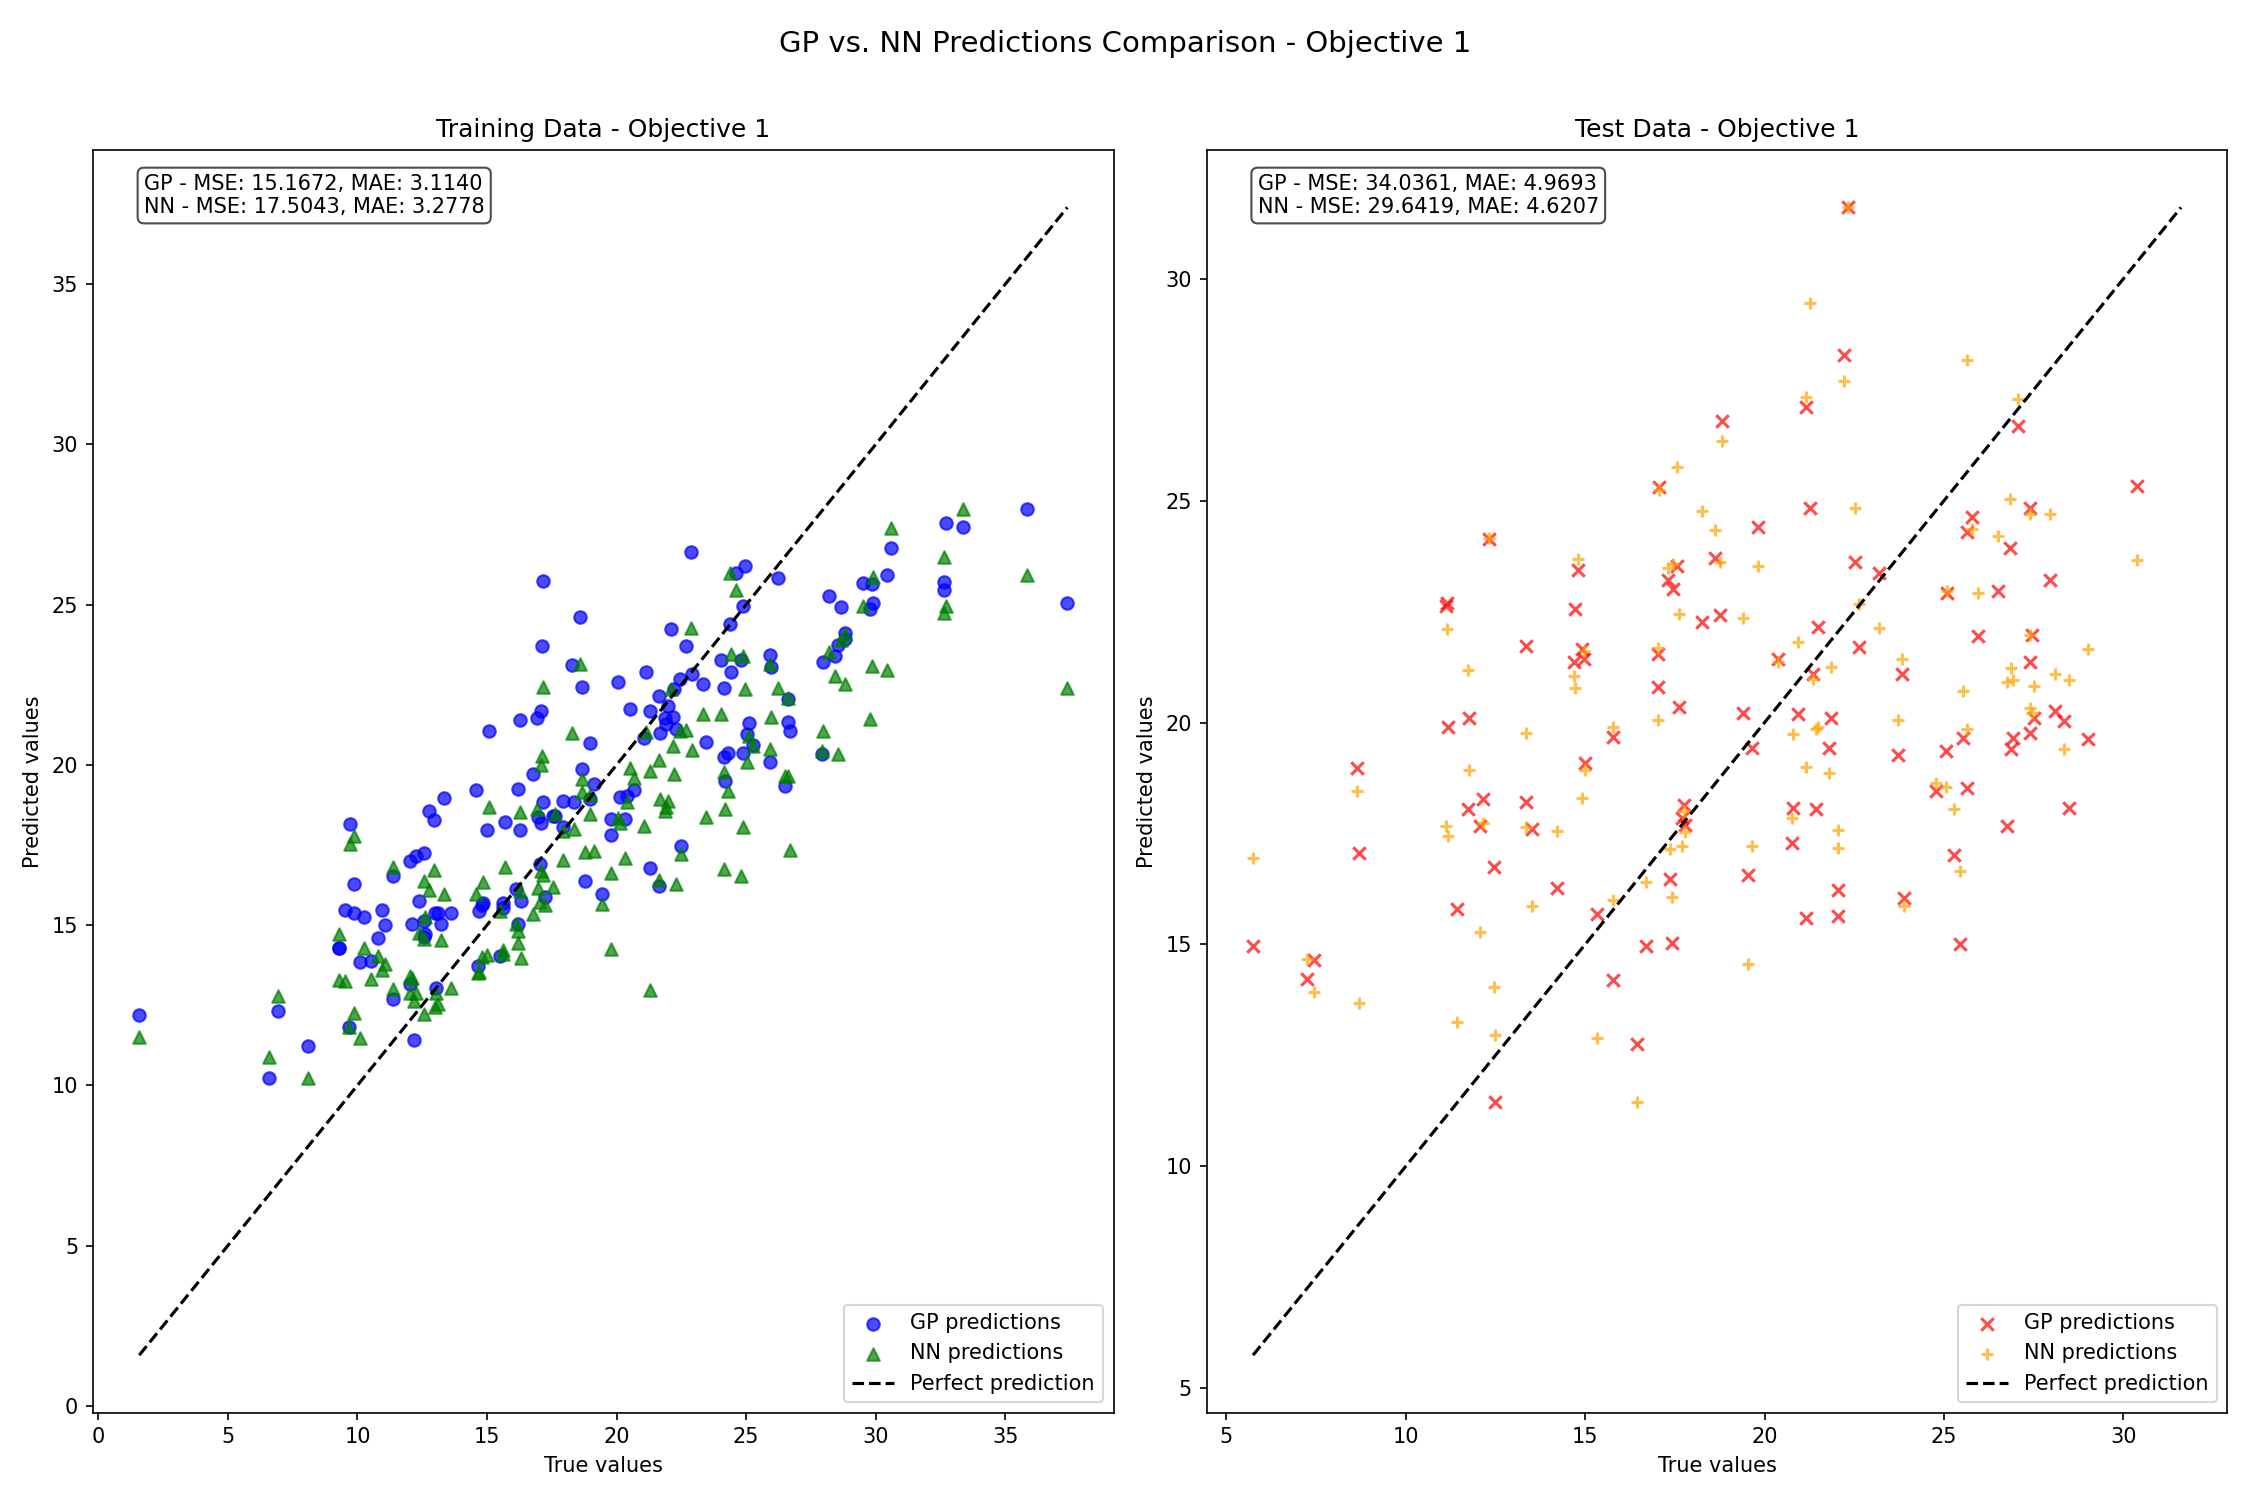 GP vs. NN Predictions Comparison - Objective 1
Training Data - Objective 1
GP - MSE: 15.1672, MAE: 3.1140
NN - MSE: 17.5043, MAE: 3.2778
Predicted values
35
30
25
20
15
10
5
0
GP predictions
NN predictions
Perfect prediction
0 5 10 15 20 25 30 35
True values
Test Data - Objective 1
GP - MSE: 34.0361, MAE: 4.9693
NN - MSE: 29.6419, MAE: 4.6207
Predicted values
30
25
20
15
10
5
GP predictions
NN predictions
Perfect prediction
5 10 15 20 25 30
True values